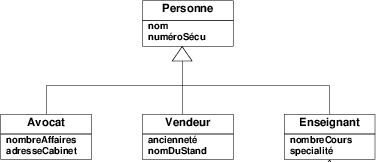 Personne
nom
numéroSécu
Avocat
nombreAffaires
adresseCabinet
Vendeur
ancienneté
nomDuStand
Enseignant
nombreCours
specialité